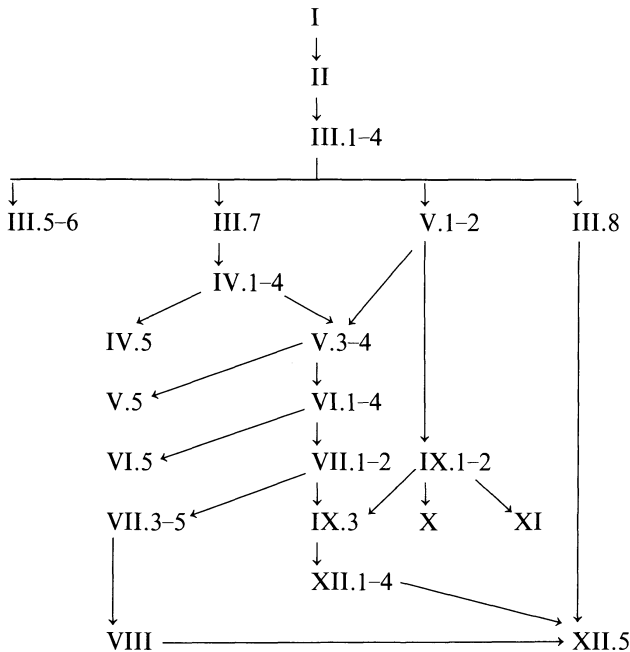 I
II
III.1–4
III.5–6 III.7 V.1–2 III.8
IV.1–4
IV.5 V.3–4
V.5 VI.1–4
VI.5 VII.1–2 IX.1–2
VII.3–5 IX.3 X XI
XII.1–4
VIII XII.5